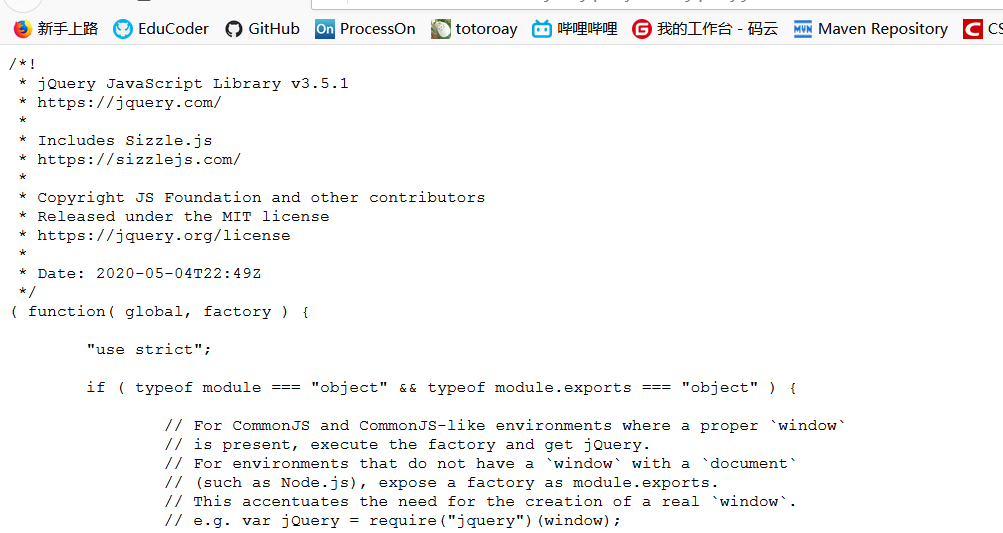 新手上路 EduCoder GitHub On ProcessOn totoroay 哔哩哔哩 G 我的工作台 - 码云 MVN Maven Repository C CS
/*!
 * jQuery JavaScript Library v3.5.1
 * https://jquery.com/
 *
 * Includes Sizzle.js
 * https://sizzlejs.com/
 *
 * Copyright JS Foundation and other contributors
 * Released under the MIT license
 * https://jquery.org/license
 *
 * Date: 2020-05-04T22:49Z
 */
( function( global, factory ) {
"use strict";
if ( typeof module === "object" && typeof module.exports === "object" ) {
// For CommonJS and CommonJS-like environments where a proper `window`
// is present, execute the factory and get jQuery.
// For environments that do not have a `window` with a `document`
// (such as Node.js), expose a factory as module.exports.
// This accentuates the need for the creation of a real `window`.
// e.g. var jQuery = require("jquery")(window);